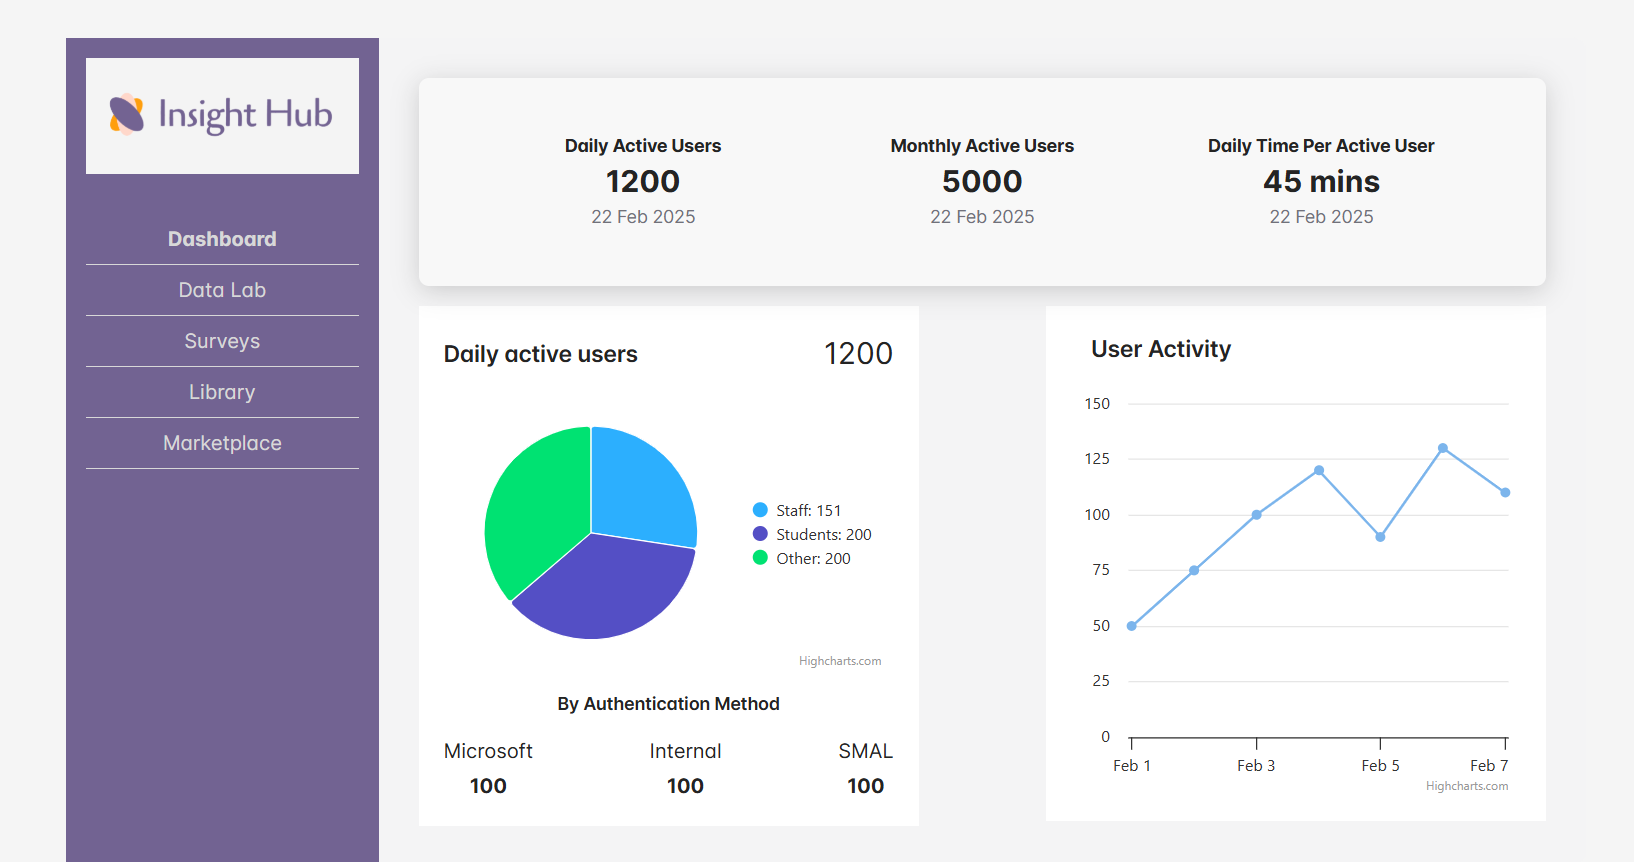 Insight Hub
Dashboard
Data Lab
Surveys
Library
Marketplace
Daily Active Users
1200
22 Feb 2025
Monthly Active Users
5000
22 Feb 2025
Daily Time Per Active User
45 mins
22 Feb 2025
Daily active users 1200
Staff: 151
Students: 200
Other: 200
Highcharts.com
By Authentication Method
Microsoft Internal SMAL
100 100 100
User Activity
150
125
100
75
50
25
0
Feb 1 Feb 3 Feb 5 Feb 7
Highcharts.com